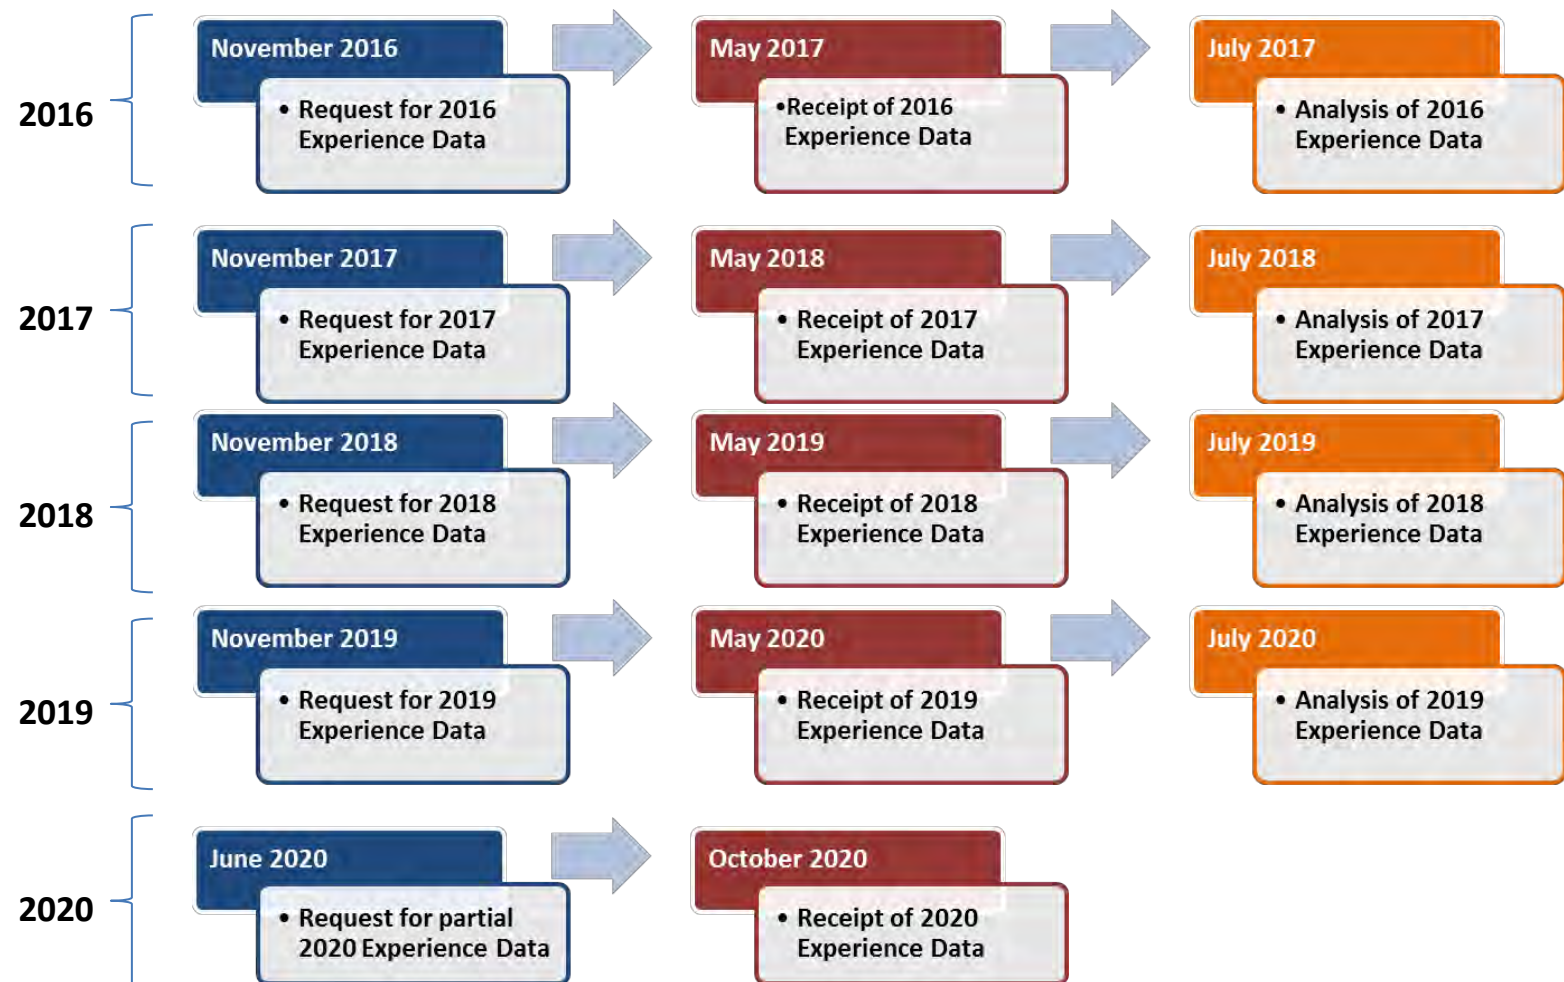 2016
November 2016
• Request for 2016
Experience Data
May 2017
•Receipt of 2016
Experience Data
July 2017
• Analysis of 2016
Experience Data
2017
November 2017
• Request for 2017
Experience Data
May 2018
• Receipt of 2017
Experience Data
July 2018
• Analysis of 2017
Experience Data
2018
November 2018
• Request for 2018
Experience Data
May 2019
• Receipt of 2018
Experience Data
July 2019
• Analysis of 2018
Experience Data
2019
November 2019
• Request for 2019
Experience Data
May 2020
• Receipt of 2019
Experience Data
July 2020
• Analysis of 2019
Experience Data
2020
June 2020
• Request for partial
2020 Experience Data
October 2020
• Receipt of 2020
Experience Data